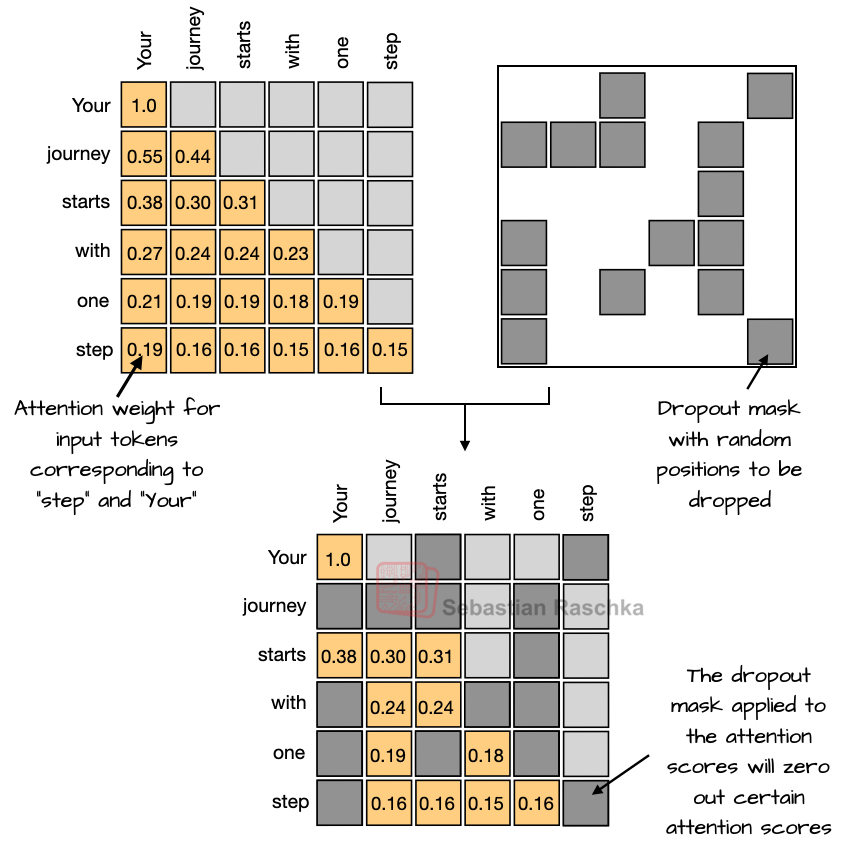 Your journey starts with one step
Your 1.0
journey 0.55 0.44
starts 0.38 0.30 0.31
with 0.27 0.24 0.24 0.23
one 0.21 0.19 0.19 0.18 0.19
step 0.19 0.16 0.16 0.15 0.16 0.15
Attention weight for
input tokens
corresponding to
"step" and "Your"
Dropout mask
with random
positions to be
dropped
Your journey starts with one step
Your 1.0
journey
Sebastian Raschka
starts 0.38 0.30 0.31
with 0.24 0.24
one 0.19 0.18
step 0.16 0.16 0.15 0.16
The dropout
mask applied to
the attention
scores will zero
out certain
attention scores